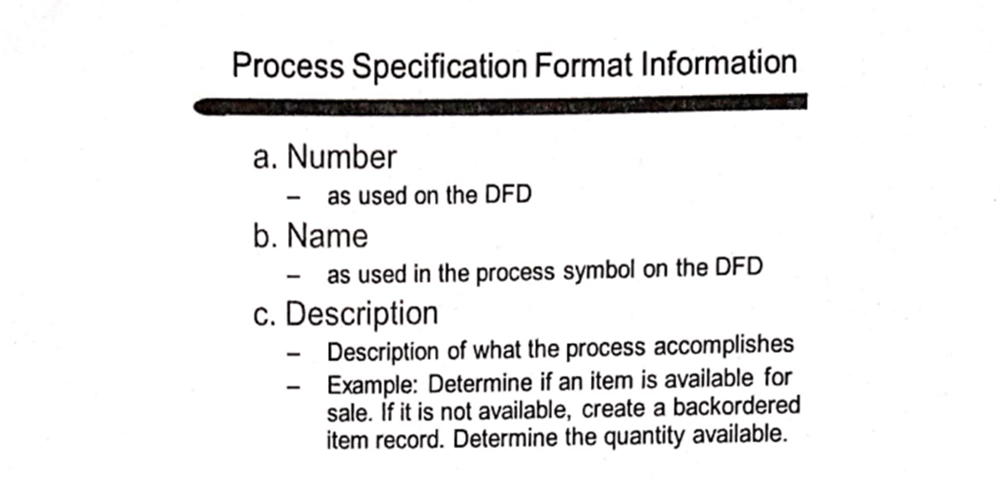 Process Specification Format Information
a. Number
– as used on the DFD
b. Name
– as used in the process symbol on the DFD
c. Description
– Description of what the process accomplishes
– Example: Determine if an item is available for
sale. If it is not available, create a backordered
item record. Determine the quantity available.